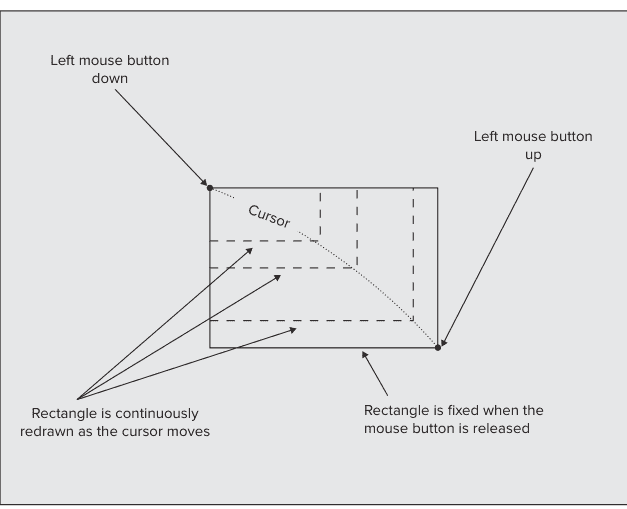 Left mouse button
down
Left mouse button
up
Cursor
Rectangle is continuously
redrawn as the cursor moves
Rectangle is fixed when the
mouse button is released